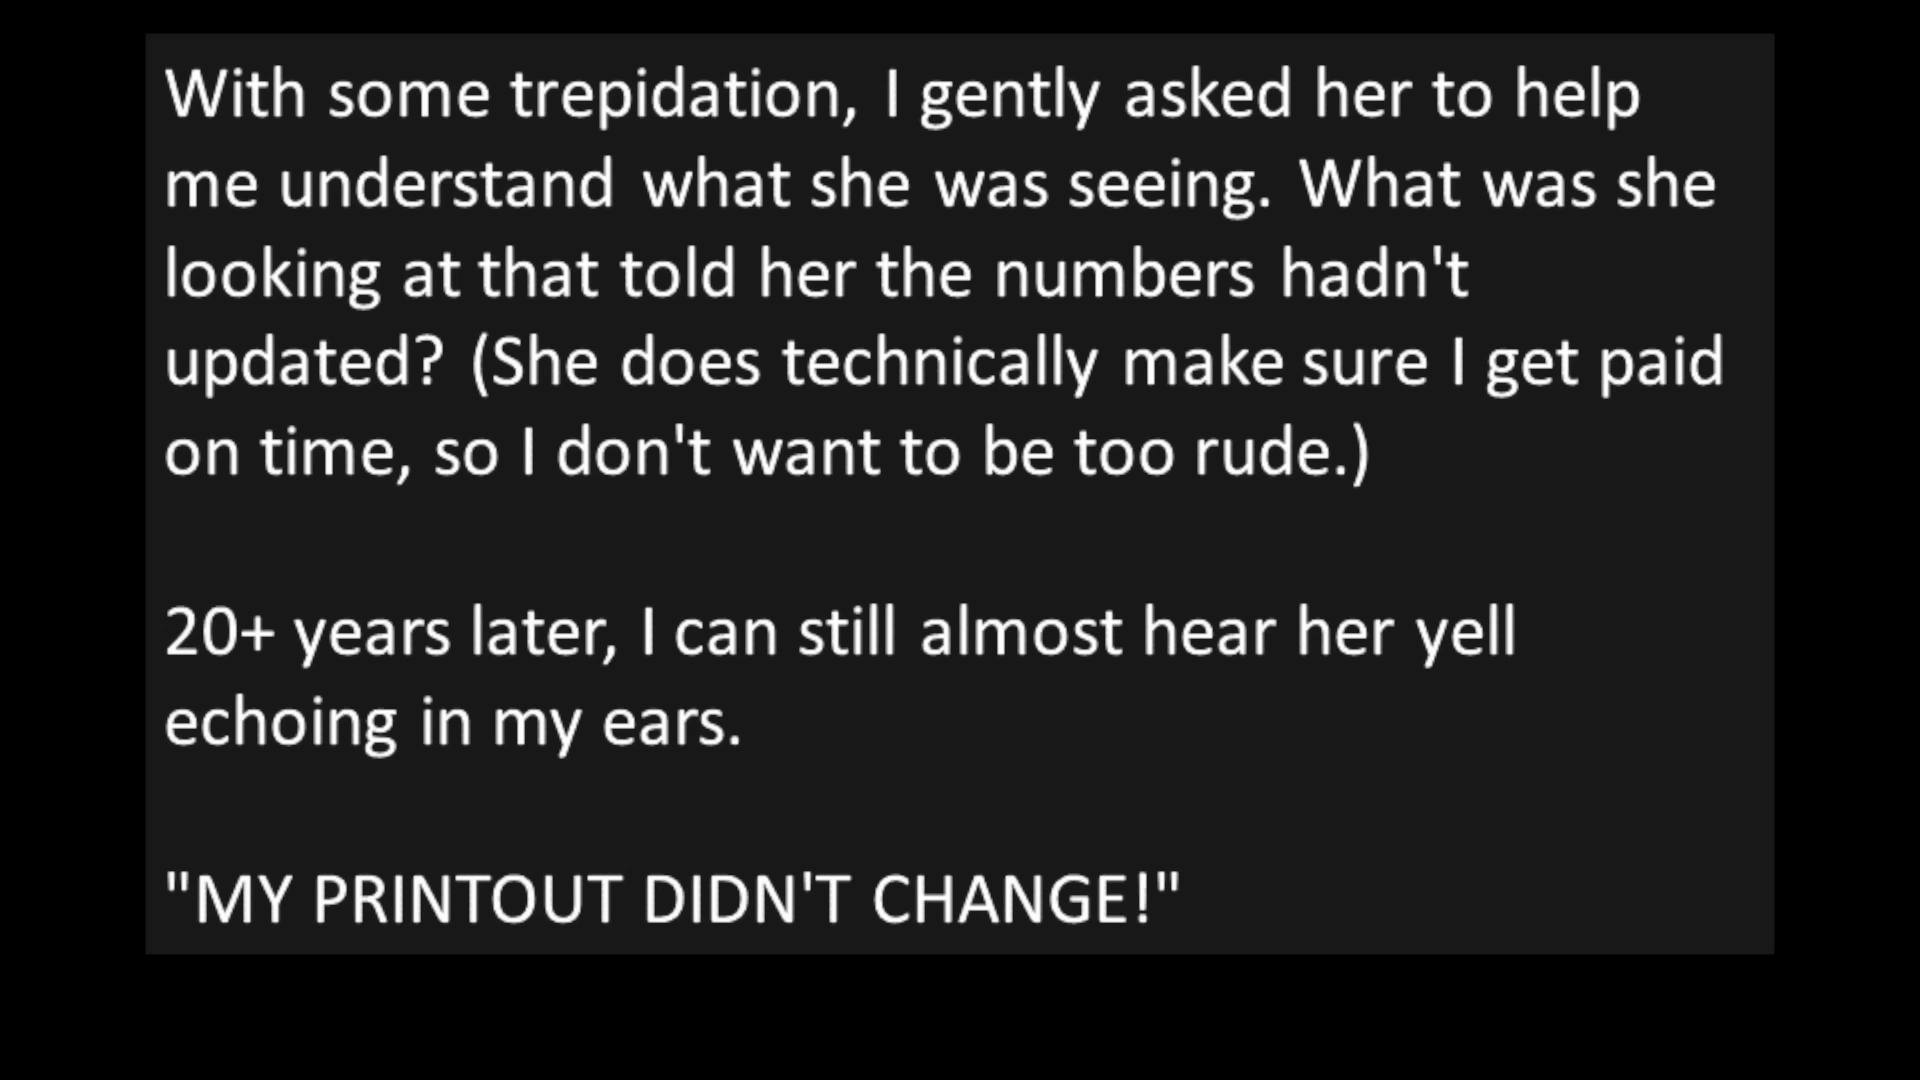 With some trepidation, I gently asked her to help
me understand what she was seeing. What was she
looking at that told her the numbers hadn't
updated? (She does technically make sure I get paid
on time, so I don't want to be too rude.)
20+ years later, I can still almost hear her yell
echoing in my ears.
"MY PRINTOUT DIDN'T CHANGE!"